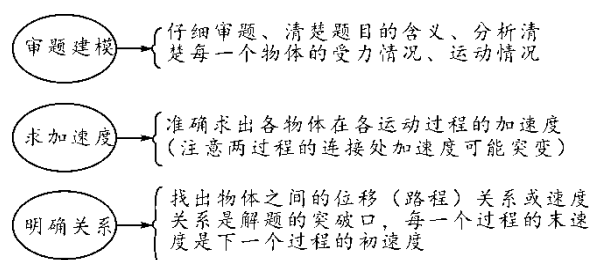 审题建模
仔细审题、清楚题目的含义、分析清
楚每一个物体的受力情况、运动情况
求加速度
准确求出各物体在各运动过程的加速度
(注意两过程的连接处加速度可能突变)
明确关系
找出物体之间的位移(路程)关系或速度
关系是解题的突破口,每一个过程的末速
度是下一个过程的初速度